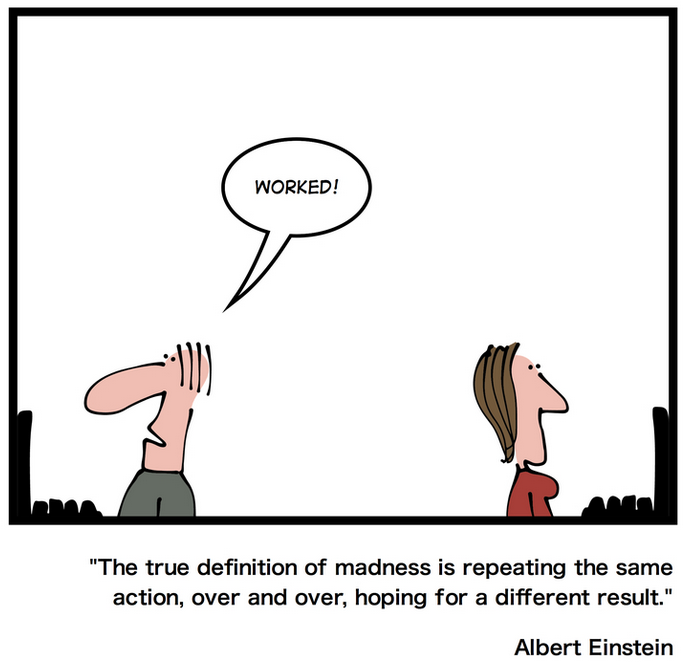 WORKED!
"The true definition of madness is repeating the same
action, over and over, hoping for a different result."
Albert Einstein